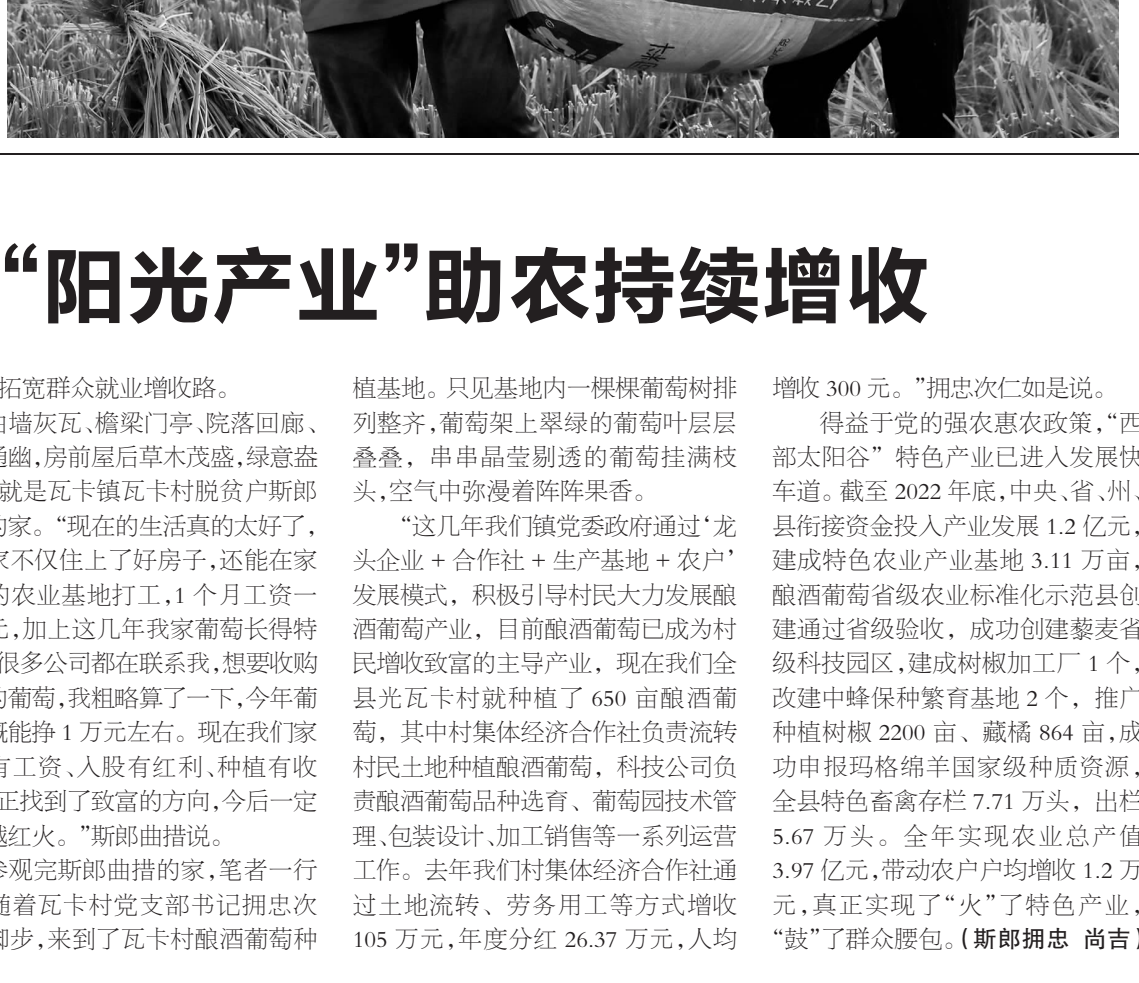 “阳光产业”助农持续增收
拓宽群众就业增收路。
墙灰瓦、檐梁门亭、院落回廊、
幽,房前屋后草木茂盛,绿意盎
就是瓦卡镇瓦卡村脱贫户斯郎
的家。“现在的生活真的太好了,
家不仅住上了好房子,还能在家
的农业基地打工,1 个月工资一
元,加上这几年我家葡萄长得特
很多公司都在联系我,想要收购
的葡萄,我粗略算了一下,今年葡
能挣 1 万元左右。现在我们家
有工资、入股有红利、种植有收
正找到了致富的方向,今后一定
越红火。”斯郎曲措说。
参观完斯郎曲措的家,笔者一行
随着瓦卡村党支部书记拥忠次
脚步,来到了瓦卡村酿酒葡萄种
植基地。只见基地内一棵棵葡萄树排
列整齐,葡萄架上翠绿的葡萄叶层层
叠叠，串串晶莹剔透的葡萄挂满枝
头,空气中弥漫着阵阵果香。
“这几年我们镇党委政府通过‘龙
头企业 + 合作社 + 生产基地 + 农户’
发展模式，积极引导村民大力发展酿
酒葡萄产业，目前酿酒葡萄已成为村
民增收致富的主导产业，现在我们全
县光瓦卡村就种植了 650 亩酿酒葡
萄，其中村集体经济合作社负责流转
村民土地种植酿酒葡萄，科技公司负
责酿酒葡萄品种选育、葡萄园技术管
理、包装设计、加工销售等一系列运营
工作。去年我们村集体经济合作社通
过土地流转、劳务用工等方式增收
105 万元,年度分红 26.37 万元,人均
增收 300 元。”拥忠次仁如是说。
得益于党的强农惠农政策,“西
部太阳谷”特色产业已进入发展快
车道。截至 2022 年底,中央、省、州、
县衔接资金投入产业发展 1.2 亿元,
建成特色农业产业基地 3.11 万亩,
酿酒葡萄省级农业标准化示范县创
建通过省级验收，成功创建藜麦省
级科技园区,建成树椒加工厂 1 个,
改建中蜂保种繁育基地 2 个，推广
种植树椒 2200 亩、藏橘 864 亩,成
功申报玛格绵羊国家级种质资源,
全县特色畜禽存栏 7.71 万头，出栏
5.67 万头。全年实现农业总产值
3.97 亿元,带动农户户均增收 1.2 万
元,真正实现了“火”了特色产业,
“鼓”了群众腰包。(斯郎拥忠 尚吉)